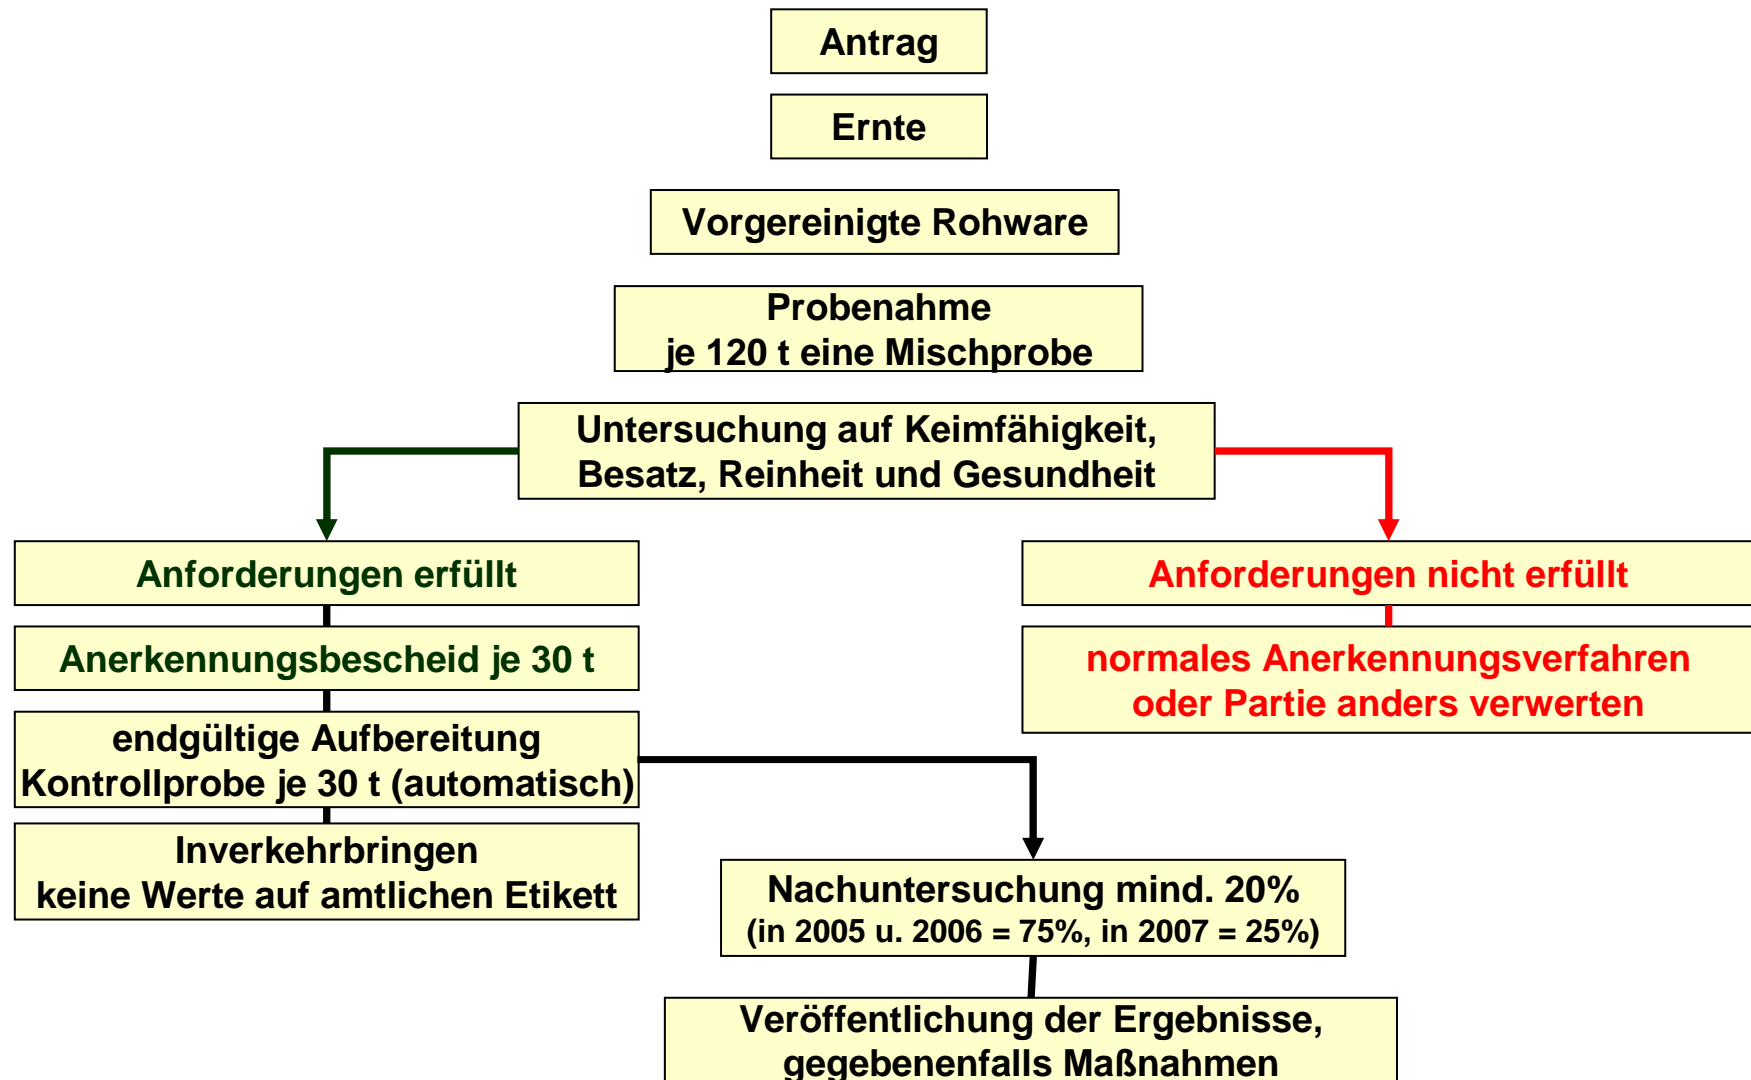 Antrag
Ernte
Vorgereinigte Rohware
Probenahme
je 120 t eine Mischprobe
Untersuchung auf Keimfähigkeit,
Besatz, Reinheit und Gesundheit
Anforderungen erfüllt
Anerkennungsbescheid je 30 t
endgültige Aufbereitung
Kontrollprobe je 30 t (automatisch)
Inverkehrbringen
keine Werte auf amtlichen Etikett
Anforderungen nicht erfüllt
normales Anerkennungsverfahren
oder Partie anders verwerten
Nachuntersuchung mind. 20%
(in 2005 u. 2006 = 75%, in 2007 = 25%)
Veröffentlichung der Ergebnisse,
gegebenenfalls Maßnahmen